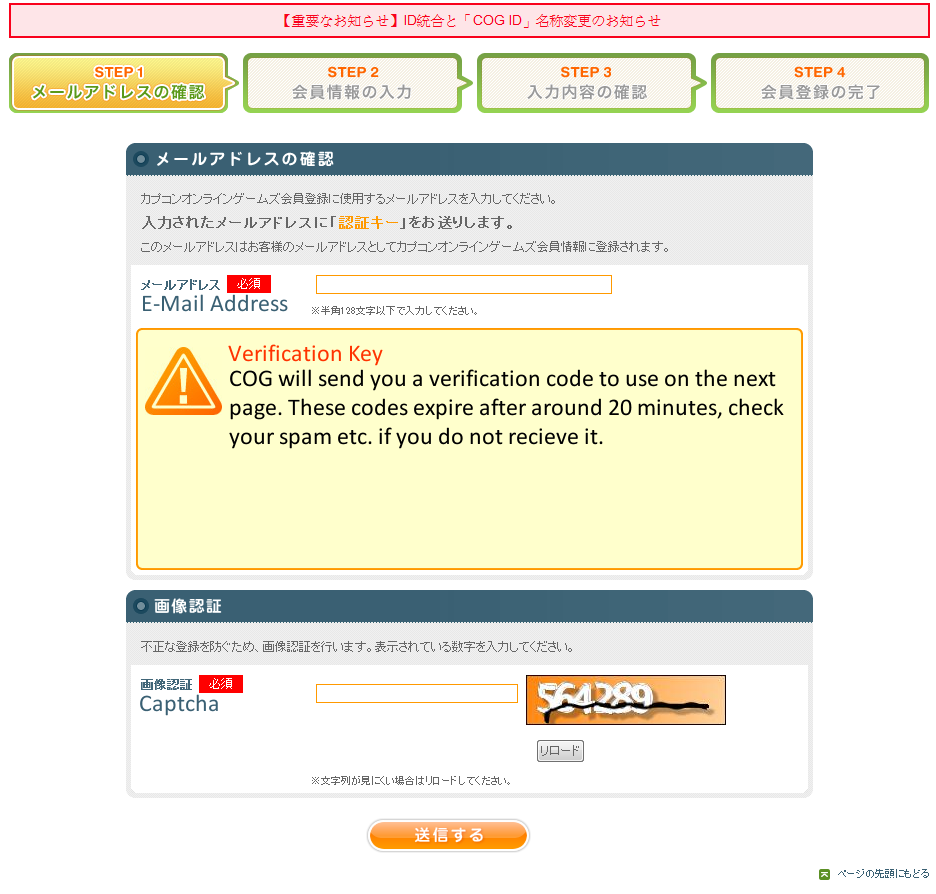 【重要なお知らせ】ID統合と「COG ID」名称変更のお知らせ
STEP 1
メールアドレスの確認
STEP 2
会員情報の入力
STEP 3
入力内容の確認
STEP 4
会員登録の完了
メールアドレスの確認
カプコンオンラインゲームズ会員登録に使用するメールアドレスを入力してください。
入力されたメールアドレスに「認証キー」をお送りします。
このメールアドレスはお客様のメールアドレスとしてカプコンオンラインゲームズ会員情報に登録されます。
メールアドレス 必須
E-Mail Address
※半角128文字以下で入力してください。
Verification Key
COG will send you a verification code to use on the next
page. These codes expire after around 20 minutes, check
your spam etc. if you do not recieve it.
画像認証
不正な登録を防ぐため、画像認証を行います。表示されている数字を入力してください。
画像認証 必須
Captcha
564289
リロード
※文字列が見にくい場合はリロードしてください。
送信する
ページの先頭にもどる